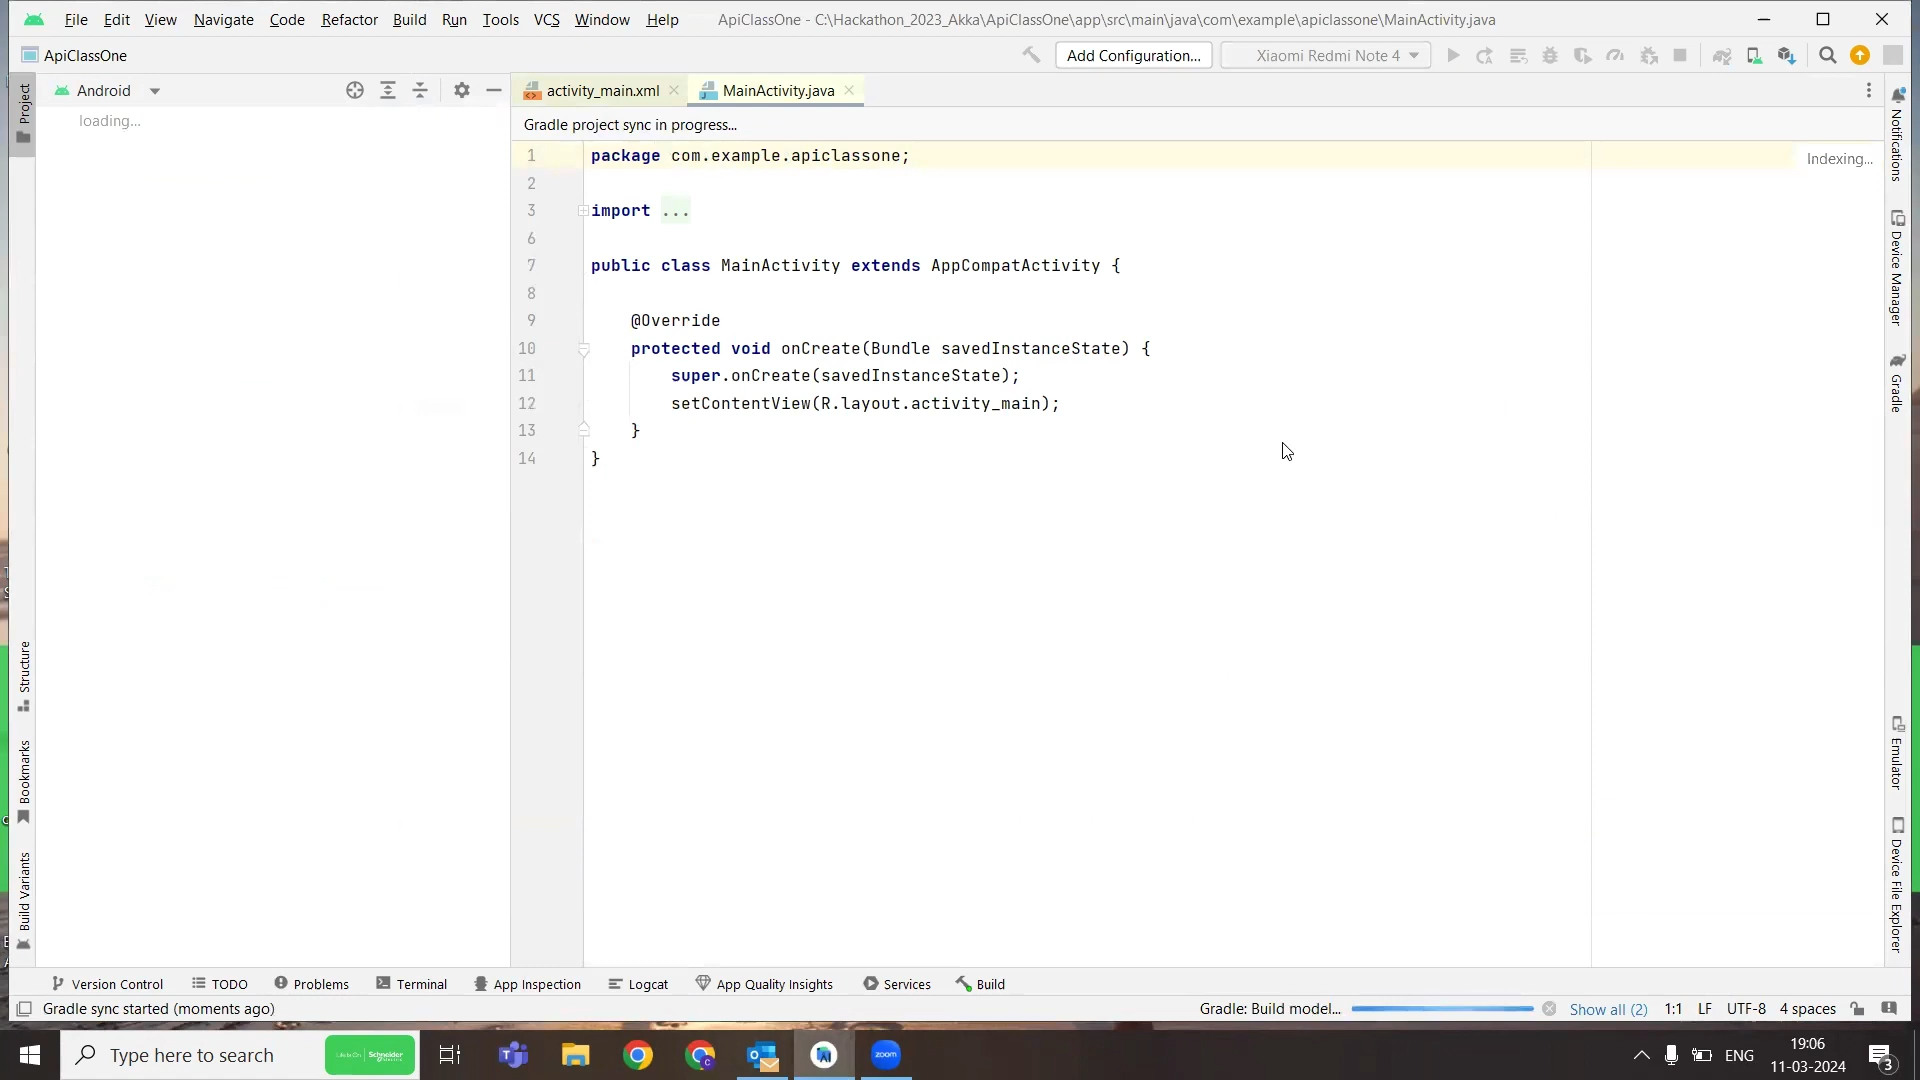 File Edit View Navigate Code Refactor Build Run Tools VCS Window Help ApiClassOne - C:\Hackathon_2023_Akka\ApiClassOne\app\src\main\java\com\example\apiclassone\MainActivity.java
ApiClassOne Add Configuration... Xiaomi Redmi Note 4
Project
Android
activity_main.xml MainActivity.java
loading...
Gradle project sync in progress...
Indexing...
1 package com.example.apiclassone;
2
3 import ...
6
7 public class MainActivity extends AppCompatActivity {
8
9 @Override
10 protected void onCreate(Bundle savedInstanceState) {
11 super.onCreate(savedInstanceState);
12 setContentView(R.layout.activity_main);
13 }
14 }
Structure
Bookmarks
Build Variants
Notifications
Device Manager
Gradle
Emulator
Device File Explorer
Version Control TODO Problems Terminal App Inspection Logcat App Quality Insights Services Build
Gradle sync started (moments ago) Gradle: Build model... Show all (2) 1:1 LF UTF-8 4 spaces
Type here to search Life Is On Schneider zoom ENG 19:06
11-03-2024 3